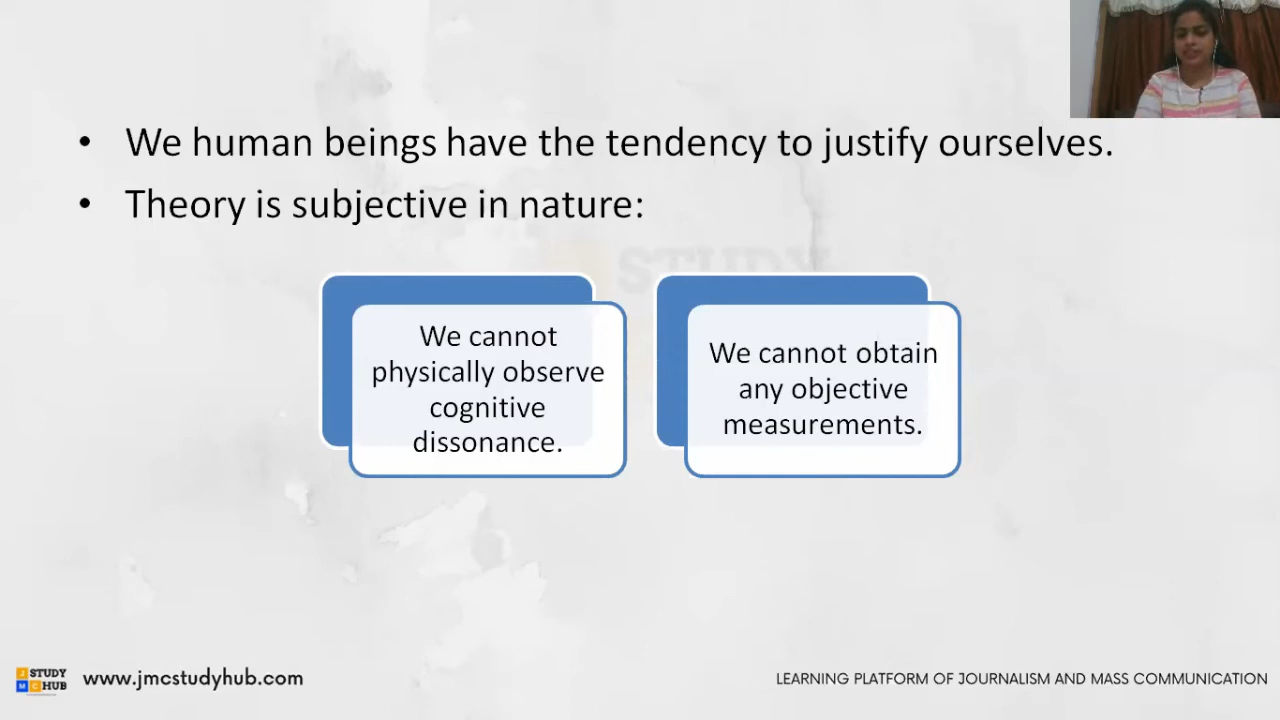 • We human beings have the tendency to justify ourselves.
• Theory is subjective in nature:
STUDY
We cannot
physically observe
cognitive
dissonance.
We cannot obtain
any objective
measurements.
J STUDY
M C HUB
www.jmcstudyhub.com
LEARNING PLATFORM OF JOURNALISM AND MASS COMMUNICATION